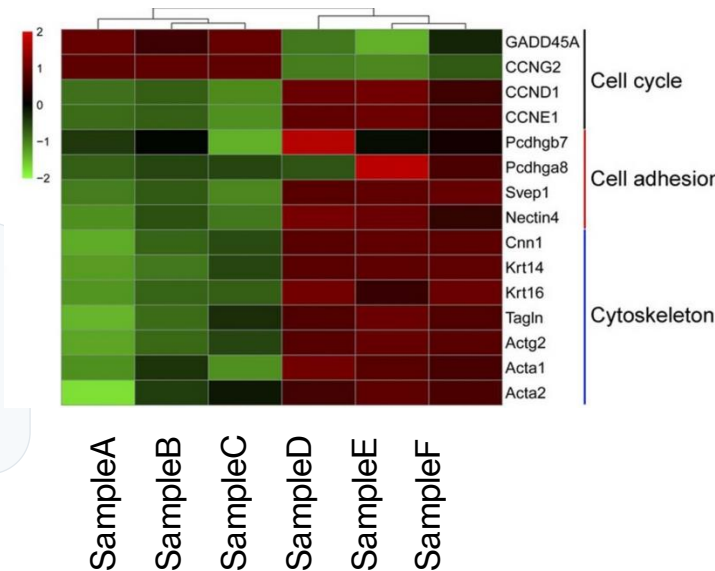 2
1
0
−1
−2
GADD45A
CCNG2
CCND1
CCNE1
Pcdhgb7
Pcdhga8
Svep1
Nectin4
Cnn1
Krt14
Krt16
Tagln
Actg2
Acta1
Acta2
Cell cycle
Cell adhesion
Cytoskeleton
SampleA
SampleB
SampleC
SampleD
SampleE
SampleF